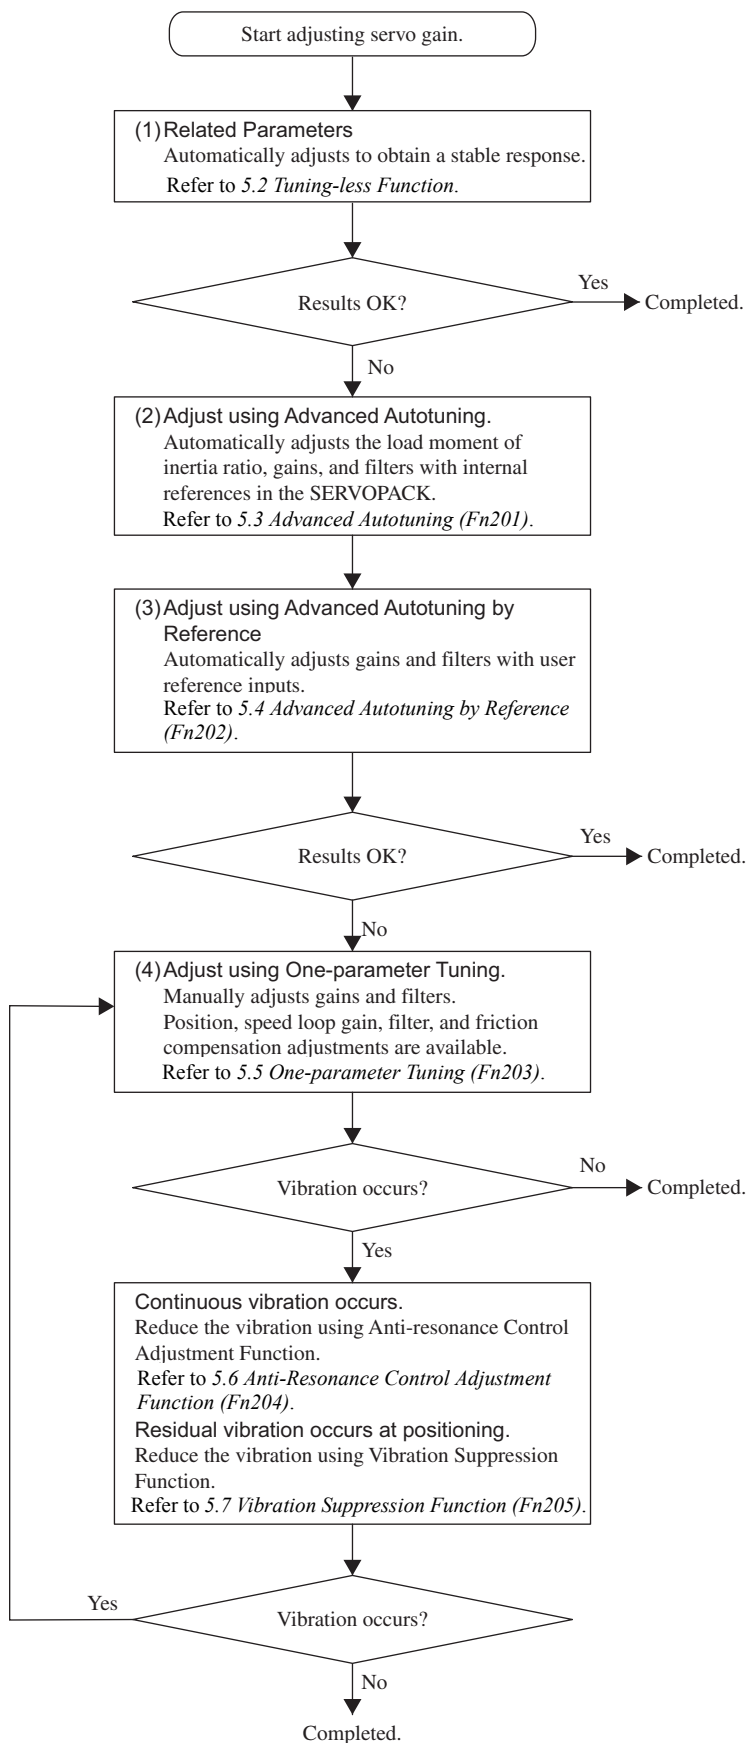 Start adjusting servo gain.
(1) Related Parameters
Automatically adjusts to obtain a stable response.
Refer to 5.2 Tuning-less Function.
Results OK?
Yes
Completed.
No
(2) Adjust using Advanced Autotuning.
Automatically adjusts the load moment of
inertia ratio, gains, and filters with internal
references in the SERVOPACK.
Refer to 5.3 Advanced Autotuning (Fn201).
(3) Adjust using Advanced Autotuning by
Reference
Automatically adjusts gains and filters with user
reference inputs.
Refer to 5.4 Advanced Autotuning by Reference
(Fn202).
Results OK?
Yes
Completed.
No
(4) Adjust using One-parameter Tuning.
Manually adjusts gains and filters.
Position, speed loop gain, filter, and friction
compensation adjustments are available.
Refer to 5.5 One-parameter Tuning (Fn203).
Vibration occurs?
No
Completed.
Yes
Continuous vibration occurs.
Reduce the vibration using Anti-resonance Control
Adjustment Function.
Refer to 5.6 Anti-Resonance Control Adjustment
Function (Fn204).
Residual vibration occurs at positioning.
Reduce the vibration using Vibration Suppression
Function.
Refer to 5.7 Vibration Suppression Function (Fn205).
Yes
Vibration occurs?
No
Completed.